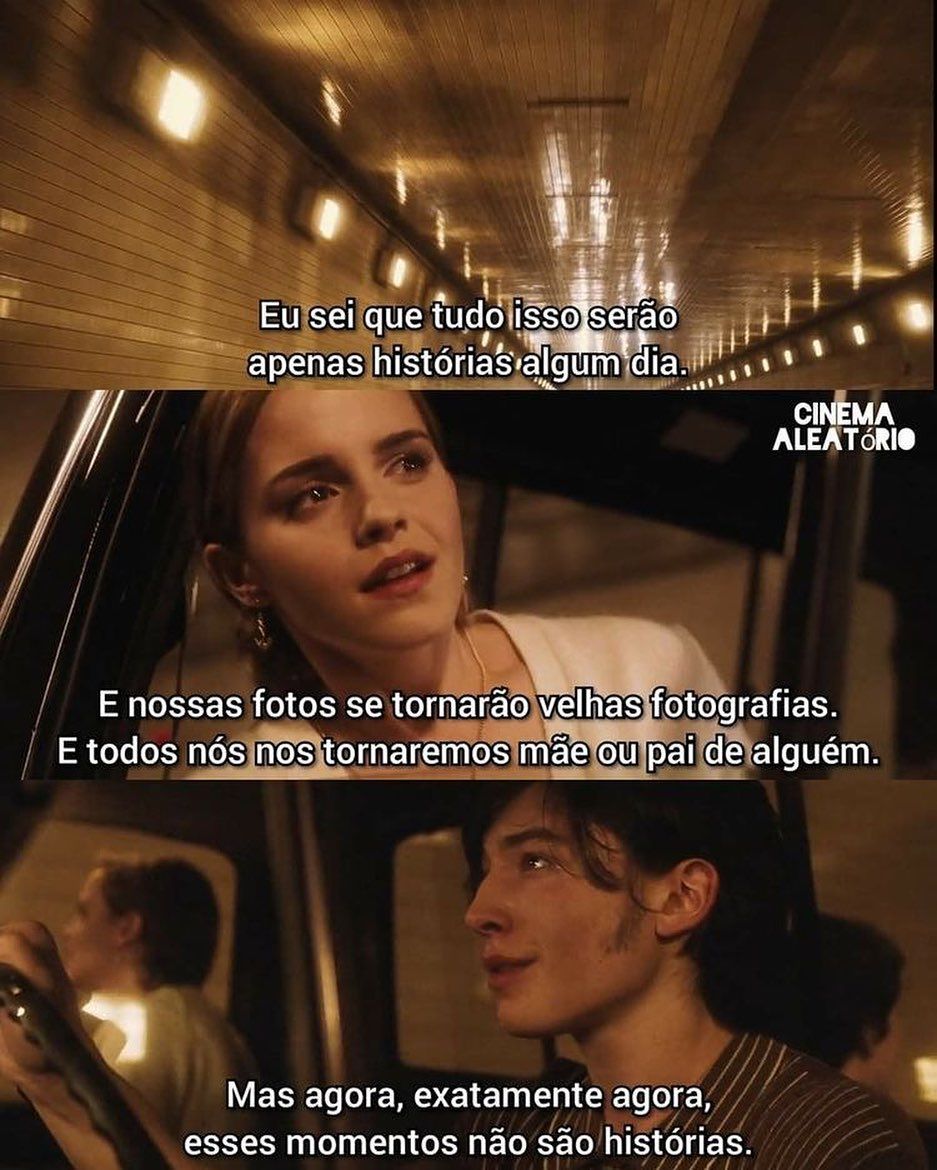 Eu sei que tudo isso serão
apenas histórias algum dia.
CINEMA
ALEATóRIO
E nossas fotos se tornarão velhas fotografias.
E todos nós nos tornaremos mãe ou pai de alguém.
Mas agora, exatamente agora,
esses momentos não são histórias.